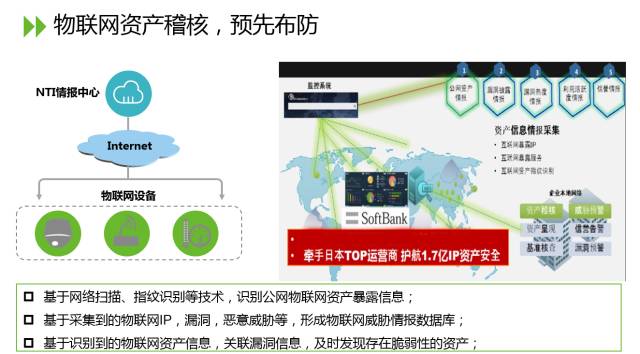 物联网资产稽核，预先布防
NTI情报中心
Internet
物联网设备
监控系统
1
2
3
4
5
公网资产
情报
漏洞披露
情报
漏洞热度
情报
利用活跃
度情报
信誉情报
资产信息情报采集
• 互联网暴露IP
• 互联网暴露服务
• 互联网资产指纹识别
SoftBank
企业本地网络
资产稽核
威胁预警
资产呈现
信誉告警
基准核查
漏洞预警
牵手日本TOP运营商 护航1.7亿IP资产安全
基于网络扫描、指纹识别等技术，识别公网物联网资产暴露信息；
基于采集到的物联网IP，漏洞，恶意威胁等，形成物联网威胁情报数据库；
基于识别到的物联网资产信息，关联漏洞信息，及时发现存在脆弱性的资产；